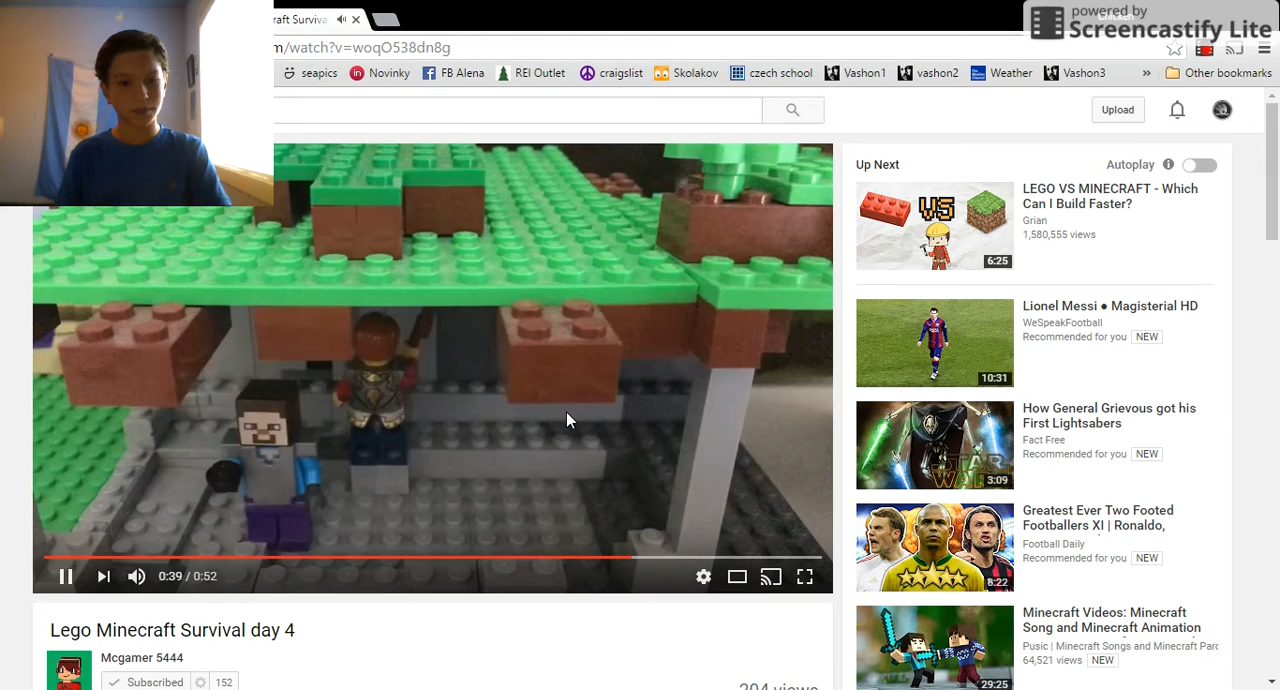 raft Surviva
powered by
Screencastify Lite
m/watch?v=woqO538dn8g
seapics
Novinky
FB Alena
REI Outlet
craigslist
Skolakov
czech school
Vashon1
vashon2
Weather
Vashon3
»
Other bookmarks
Upload
Up Next
Autoplay
LEGO VS MINECRAFT - Which
Can I Build Faster?
Grian
1,580,555 views
VS
6:25
Lionel Messi ● Magisterial HD
WeSpeakFootball
Recommended for you NEW
10:31
How General Grievous got his
First Lightsabers
Fact Free
Recommended for you NEW
STAR
3:09
Greatest Ever Two Footed
Footballers XI | Ronaldo,
Football Daily
Recommended for you NEW
8:22
Minecraft Videos: Minecraft
Song and Minecraft Animation
Pusic | Minecraft Songs and Minecraft Parc
64,521 views NEW
29:25
0:39 / 0:52
Lego Minecraft Survival day 4
Mcgamer 5444
Subscribed 152
204 views